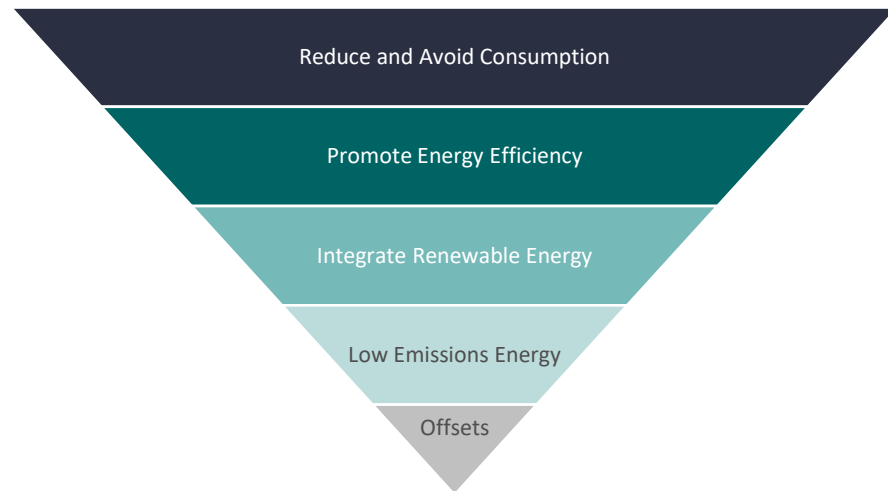 Reduce and Avoid Consumption
Promote Energy Efficiency
Integrate Renewable Energy
Low Emissions Energy
Offsets